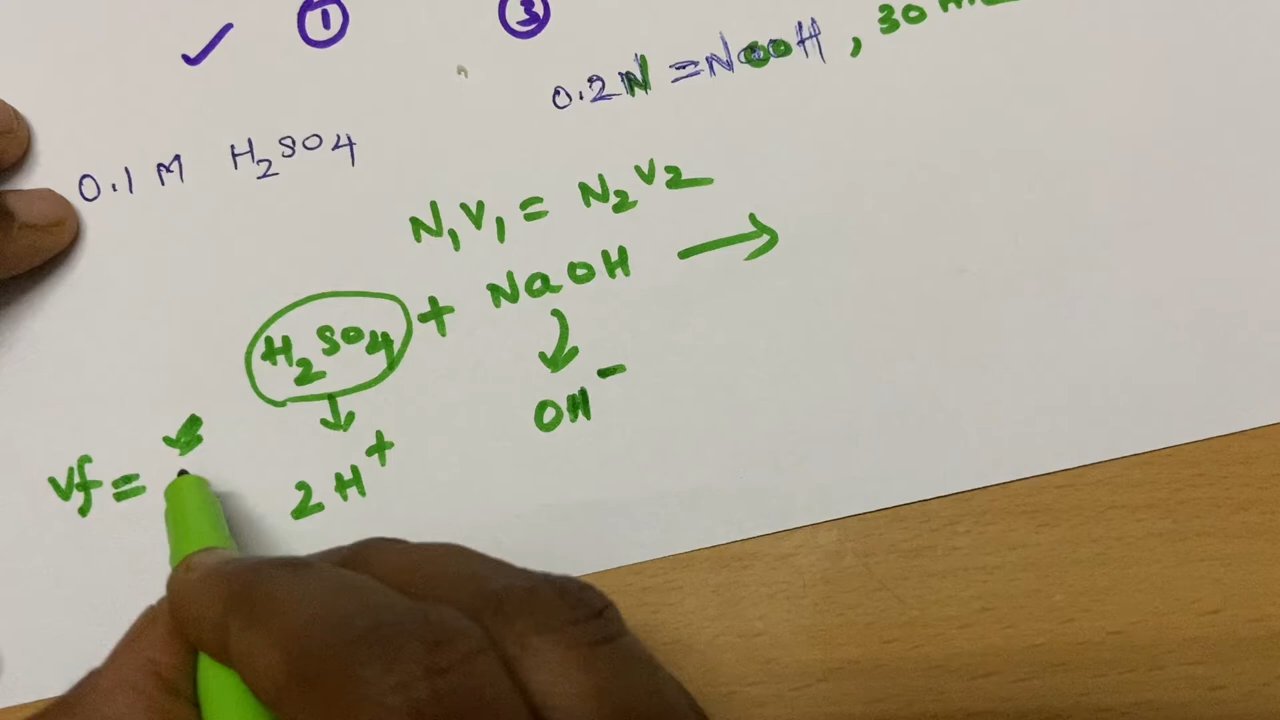 1 3
0.2N = NaOH, 30 m
0.1 M H2SO4
N1V1 = N2V2
H2SO4 + NaOH →
↓ ↓
2H+ OH-
vf =